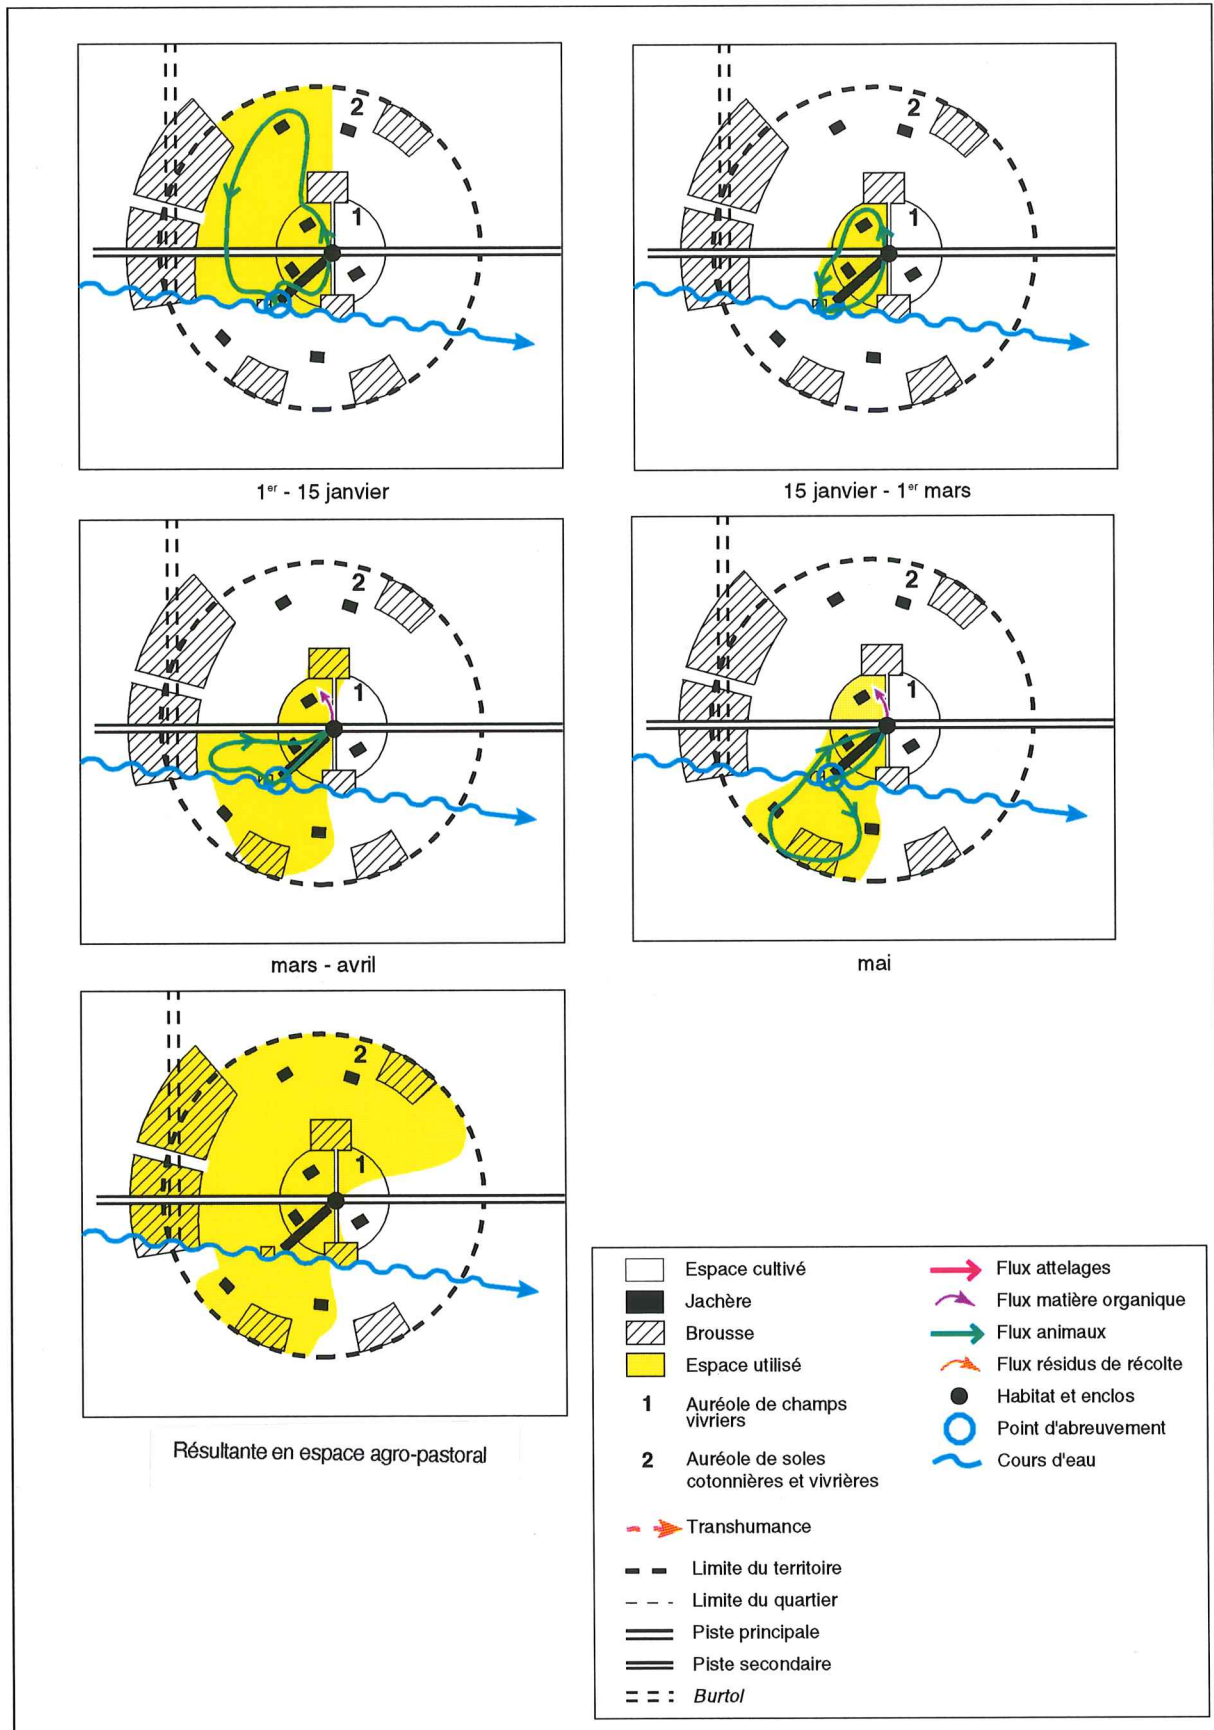 2
1
1er - 15 janvier
2
1
15 janvier - 1er mars
2
1
mars - avril
2
1
mai
2
1
Résultante en espace agro-pastoral
Espace cultivé
Jachère
Brousse
Espace utilisé
1 Auréole de champs
vivriers
2 Auréole de soles
cotonnières et vivrières
Transhumance
Limite du territoire
Limite du quartier
Piste principale
Piste secondaire
Burtol
Flux attelages
Flux matière organique
Flux animaux
Flux résidus de récolte
Habitat et enclos
Point d'abreuvement
Cours d'eau